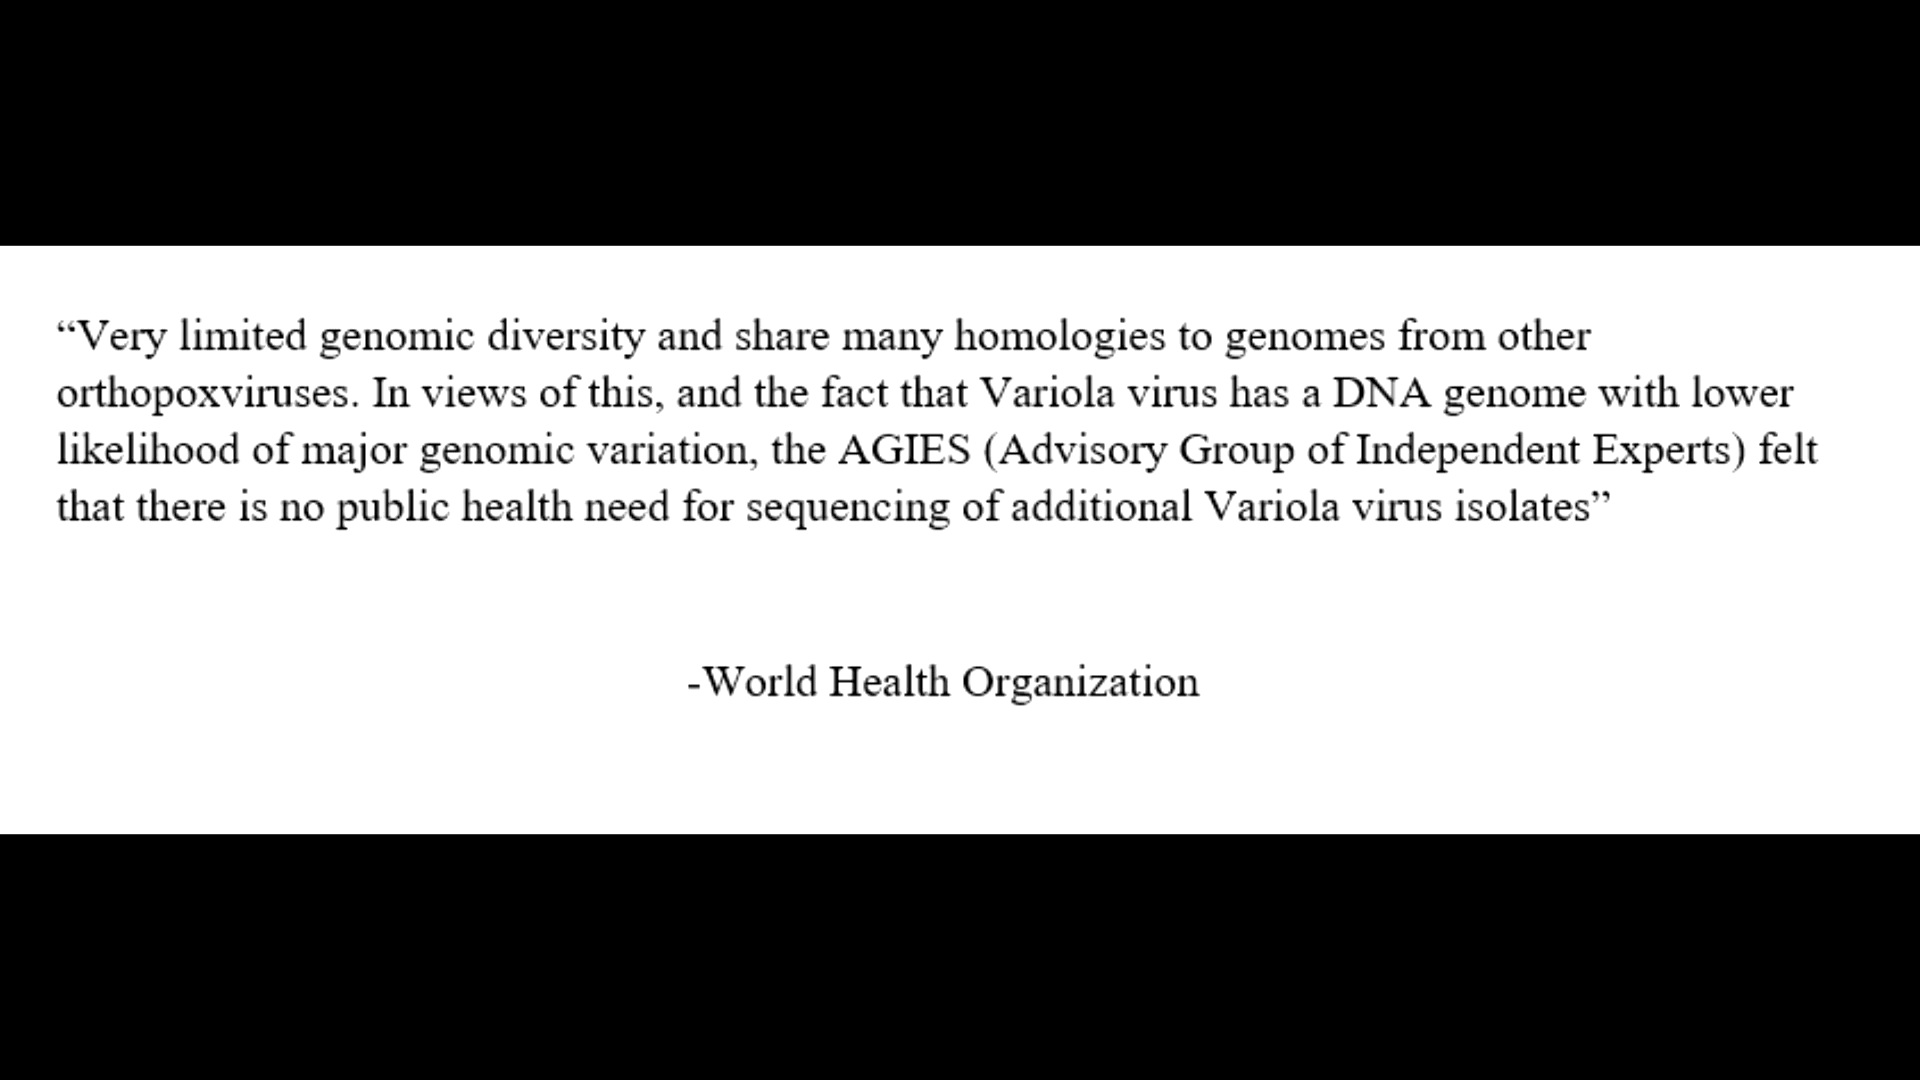 “Very limited genomic diversity and share many homologies to genomes from other
orthopoxviruses. In views of this, and the fact that Variola virus has a DNA genome with lower
likelihood of major genomic variation, the AGIES (Advisory Group of Independent Experts) felt
that there is no public health need for sequencing of additional Variola virus isolates”
-World Health Organization